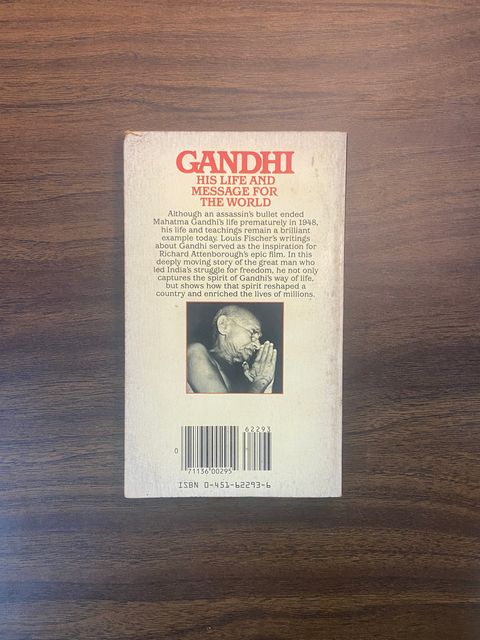 GANDHI
HIS LIFE AND
MESSAGE FOR
THE WORLD
Although an assassin's bullet ended
Mahatma Gandhi's life prematurely in 1948,
his life and teachings remain a brilliant
example today. Louis Fischer's writings
about Gandhi served as the inspiration for
Richard Attenborough's epic film. In this
deeply moving story of the great man who
led India's struggle for freedom, he not only
captures the spirit of Gandhi's way of life,
but shows how that spirit reshaped a
country and enriched the lives of millions.
62293
0
71136 00295
ISBN 0-451-62293-6